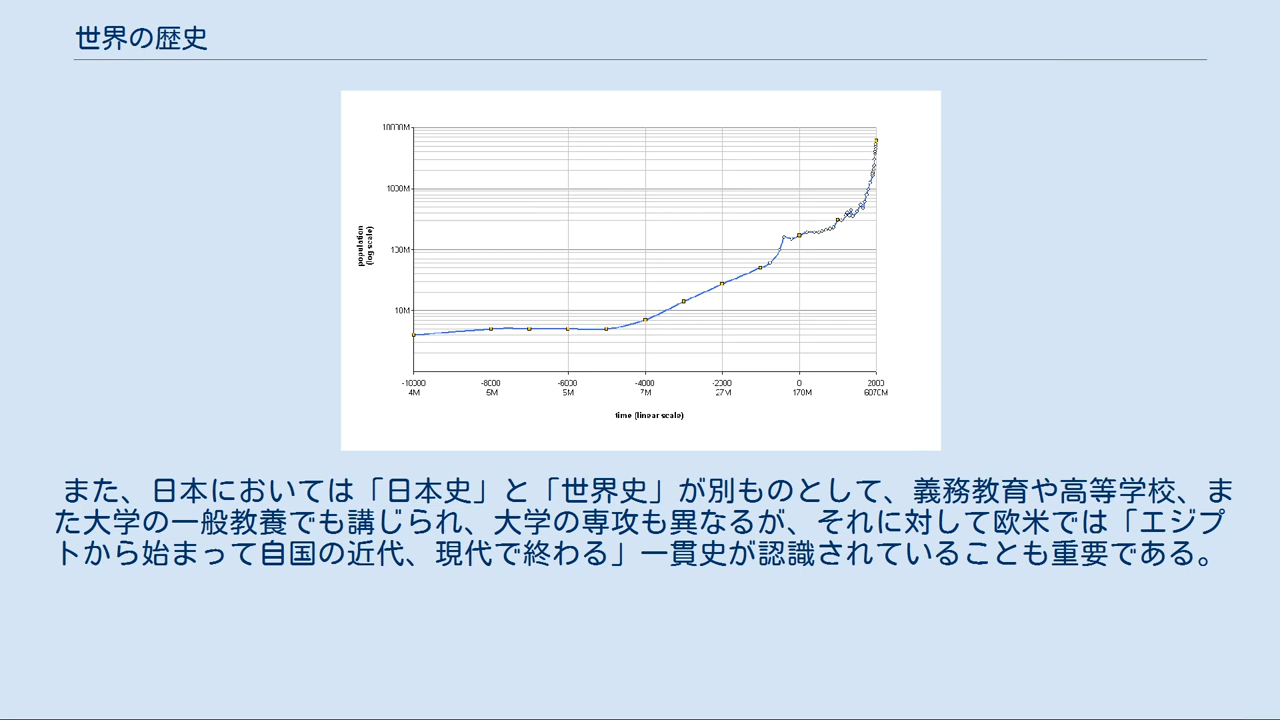 世界の歴史
10000M
1000M
100M
10M
population
(log scale)
-10000 -8000 -6000 -4000 -2000 0 2000
4M 5M 5M 7M 27M 170M 6070M
time (linear scale)
また、日本においては「日本史」と「世界史」が別ものとして、義務教育や高等学校、ま
た大学の一般教養でも講じられ、大学の専攻も異なるが、それに対して欧米では「エジプ
トから始まって自国の近代、現代で終わる」一貫史が認識されていることも重要である。